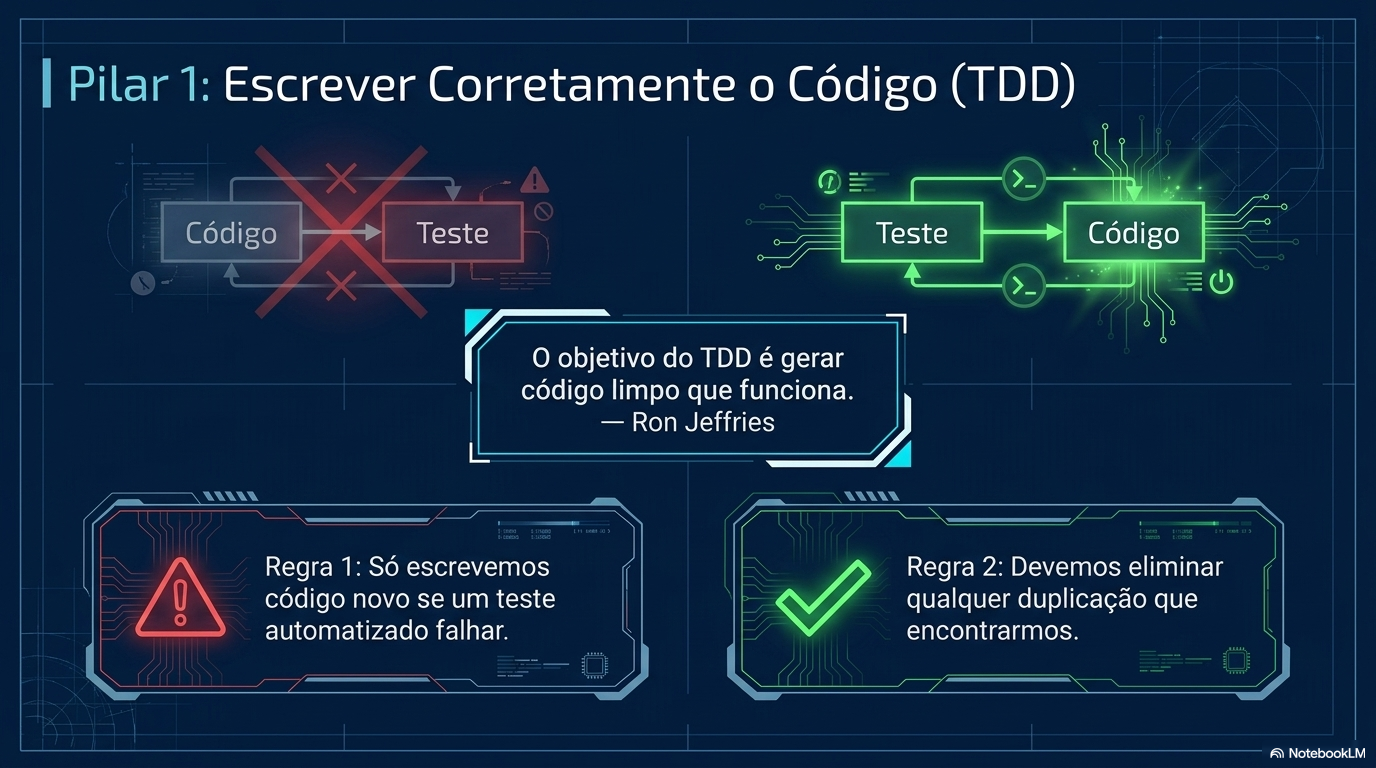 Pilar 1: Escrever Corretamente o Código (TDD)
Código
Teste
Teste
Código
O objetivo do TDD é gerar
código limpo que funciona.
— Ron Jeffries
Regra 1: Só escrevemos
código novo se um teste
automatizado falhar.
Regra 2: Devemos eliminar
qualquer duplicação que
encontrarmos.
NotebookLM